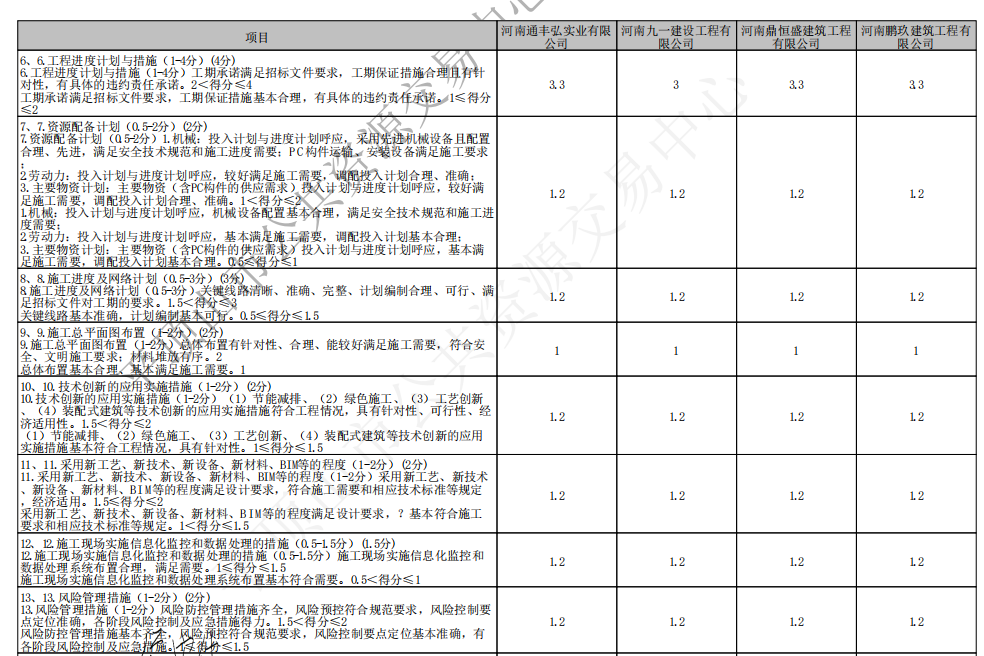 项目
河南通丰弘实业有限公司
河南九一建设工程有限公司
河南鼎恒盛建筑工程有限公司
河南鹏玖建筑工程有限公司
6、6.工程进度计划与措施（1-4分）(4分)
6.工程进度计划与措施（1-4分）工期承诺满足招标文件要求，工期保证措施合理且有针
对性，有具体的违约责任承诺。2<得分≤4
工期承诺满足招标文件要求，工期保证措施基本合理，有具体的违约责任承诺。1≤得分
≤2
3.3 3 3.3 3.3
7、7.资源配备计划（0.5-2分）(2分)
7.资源配备计划（0.5-2分）1.机械：投入计划与进度计划呼应，采用先进机械设备且配置
合理、先进，满足安全技术规范和施工进度需要；PC构件运输、安装设备满足施工要求
；
2.劳动力：投入计划与进度计划呼应，较好满足施工需要，调配投入计划合理、准确；
3.主要物资计划：主要物资（含PC构件的供应需求）投入计划与进度计划呼应，较好满
足施工需要，调配投入计划合理、准确。1<得分≤2
1.机械：投入计划与进度计划呼应，机械设备配置基本合理，满足安全技术规范和施工进
度需要；
2.劳动力：投入计划与进度计划呼应，基本满足施工需要，调配投入计划基本合理；
3.主要物资计划：主要物资（含PC构件的供应需求）投入计划与进度计划呼应，基本满
足施工需要，调配投入计划基本合理。0.5≤得分≤1
1.2 1.2 1.2 1.2
8、8.施工进度及网络计划（0.5-3分）(3分)
8.施工进度及网络计划（0.5-3分）关键线路清晰、准确、完整、计划编制合理、可行、满
足招标文件对工期的要求。1.5<得分≤3
关键线路基本准确，计划编制基本可行。0.5≤得分≤1.5
1.2 1.2 1.2 1.2
9、9.施工总平面图布置（1-2分）(2分)
9.施工总平面图布置（1-2分）总体布置有针对性、合理、能较好满足施工需要，符合安
全、文明施工要求；材料堆放有序。2
总体布置基本合理、基本满足施工需要。1
1 1 1 1
10、10.技术创新的应用实施措施（1-2分）(2分)
10.技术创新的应用实施措施（1-2分）（1）节能减排、（2）绿色施工、（3）工艺创新
、（4）装配式建筑等技术创新的应用实施措施符合工程情况，具有针对性、可行性、经
济适用性。1.5<得分≤2
（1）节能减排、（2）绿色施工、（3）工艺创新、（4）装配式建筑等技术创新的应用
实施措施基本符合工程情况，具有针对性。1≤得分≤1.5
1.2 1.2 1.2 1.2
11、11.采用新工艺、新技术、新设备、新材料、BIM等的程度（1-2分）(2分)
11.采用新工艺、新技术、新设备、新材料、BIM等的程度（1-2分）采用新工艺、新技术
、新设备、新材料、BIM等的程度满足设计要求，符合施工需要和相应技术标准等规定
，经济适用。1.5≤得分≤2
采用新工艺、新技术、新设备、新材料、BIM等的程度满足设计要求，？基本符合施工
要求和相应技术标准等规定。1<得分≤1.5
1.2 1.2 1.2 1.2
12、12.施工现场实施信息化监控和数据处理的措施（0.5-1.5分）(1.5分)
12.施工现场实施信息化监控和数据处理的措施（0.5-1.5分）施工现场实施信息化监控和
数据处理系统布置合理，满足需要。1≤得分≤1.5
施工现场实施信息化监控和数据处理系统布置基本符合需要。0.5<得分≤1
1.2 1.2 1.2 1.2
13、13.风险管理措施（1-2分）(2分)
13.风险管理措施（1-2分）风险防控管理措施齐全，风险预控符合规范要求，风险控制要
点定位准确，各阶段风险控制及应急措施得力。1.5<得分≤2
风险防控管理措施基本齐全，风险预控符合规范要求，风险控制要点定位基本准确，有
各阶段风险控制及应急措施。1≤得分≤1.5
1.2 1.2 1.2 1.2